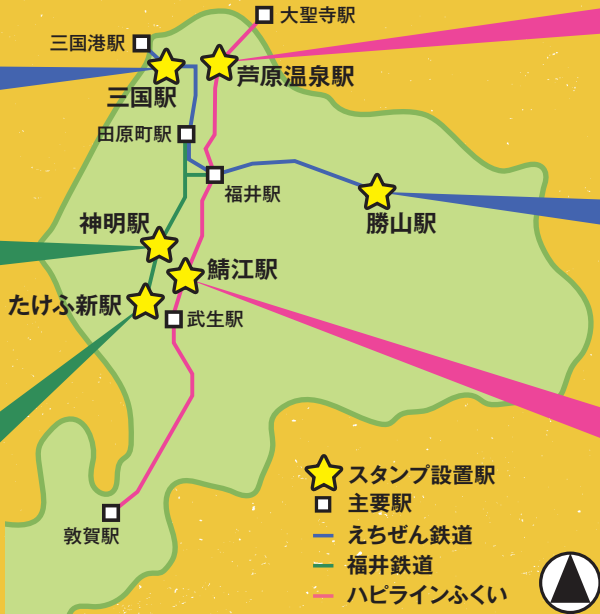 大聖寺駅
三国港駅
芦原温泉駅
三国駅
田原町駅
福井駅
勝山駅
神明駅
鯖江駅
たけふ新駅
武生駅
敦賀駅
スタンプ設置駅
主要駅
えちぜん鉄道
福井鉄道
ハピラインふくい